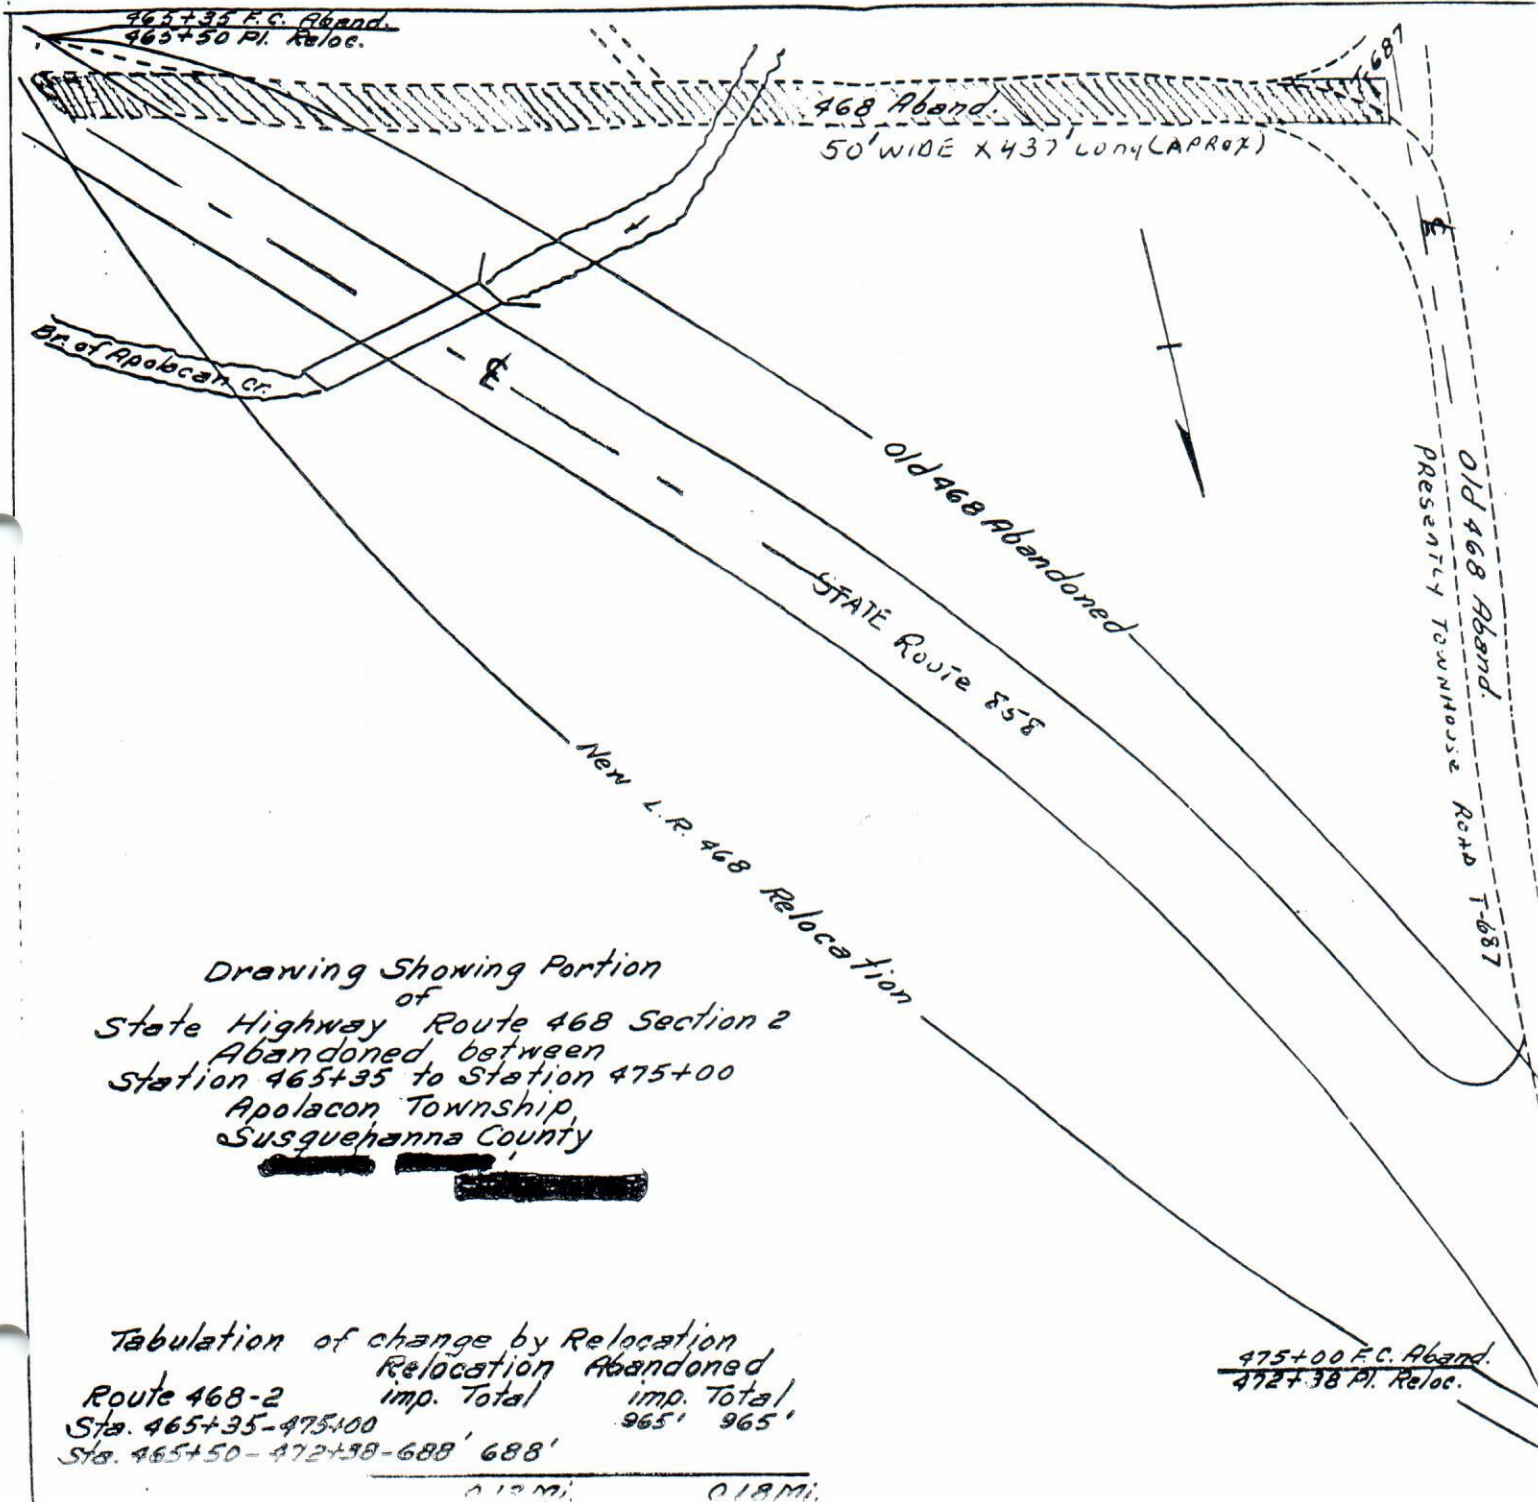 465+35 F.C. Aband.
465+50 Pl. Reloc.
T-687
468 Aband.
50' WIDE X 437' Long (APROX)
℄
Br. of Apolocan Cr.
℄
Old 468 Abandoned
Old 468 Aband.
PRESENTLY TOWNHOUSE ROAD T-687
STATE Route 858
New L.R. 468 Relocation
Drawing Showing Portion
of
State Highway Route 468 Section 2
Abandoned between
Station 465+35 to Station 475+00
Apolacon Township,
Susquehanna County
Tabulation of change by Relocation
Relocation Abandoned
Route 468-2 imp. Total imp. Total
Sta. 465+35-475+00 965' 965'
Sta. 465+50-472+38-688' 688'
0.18 Mi.
475+00 F.C. Aband.
472+38 Pl. Reloc.